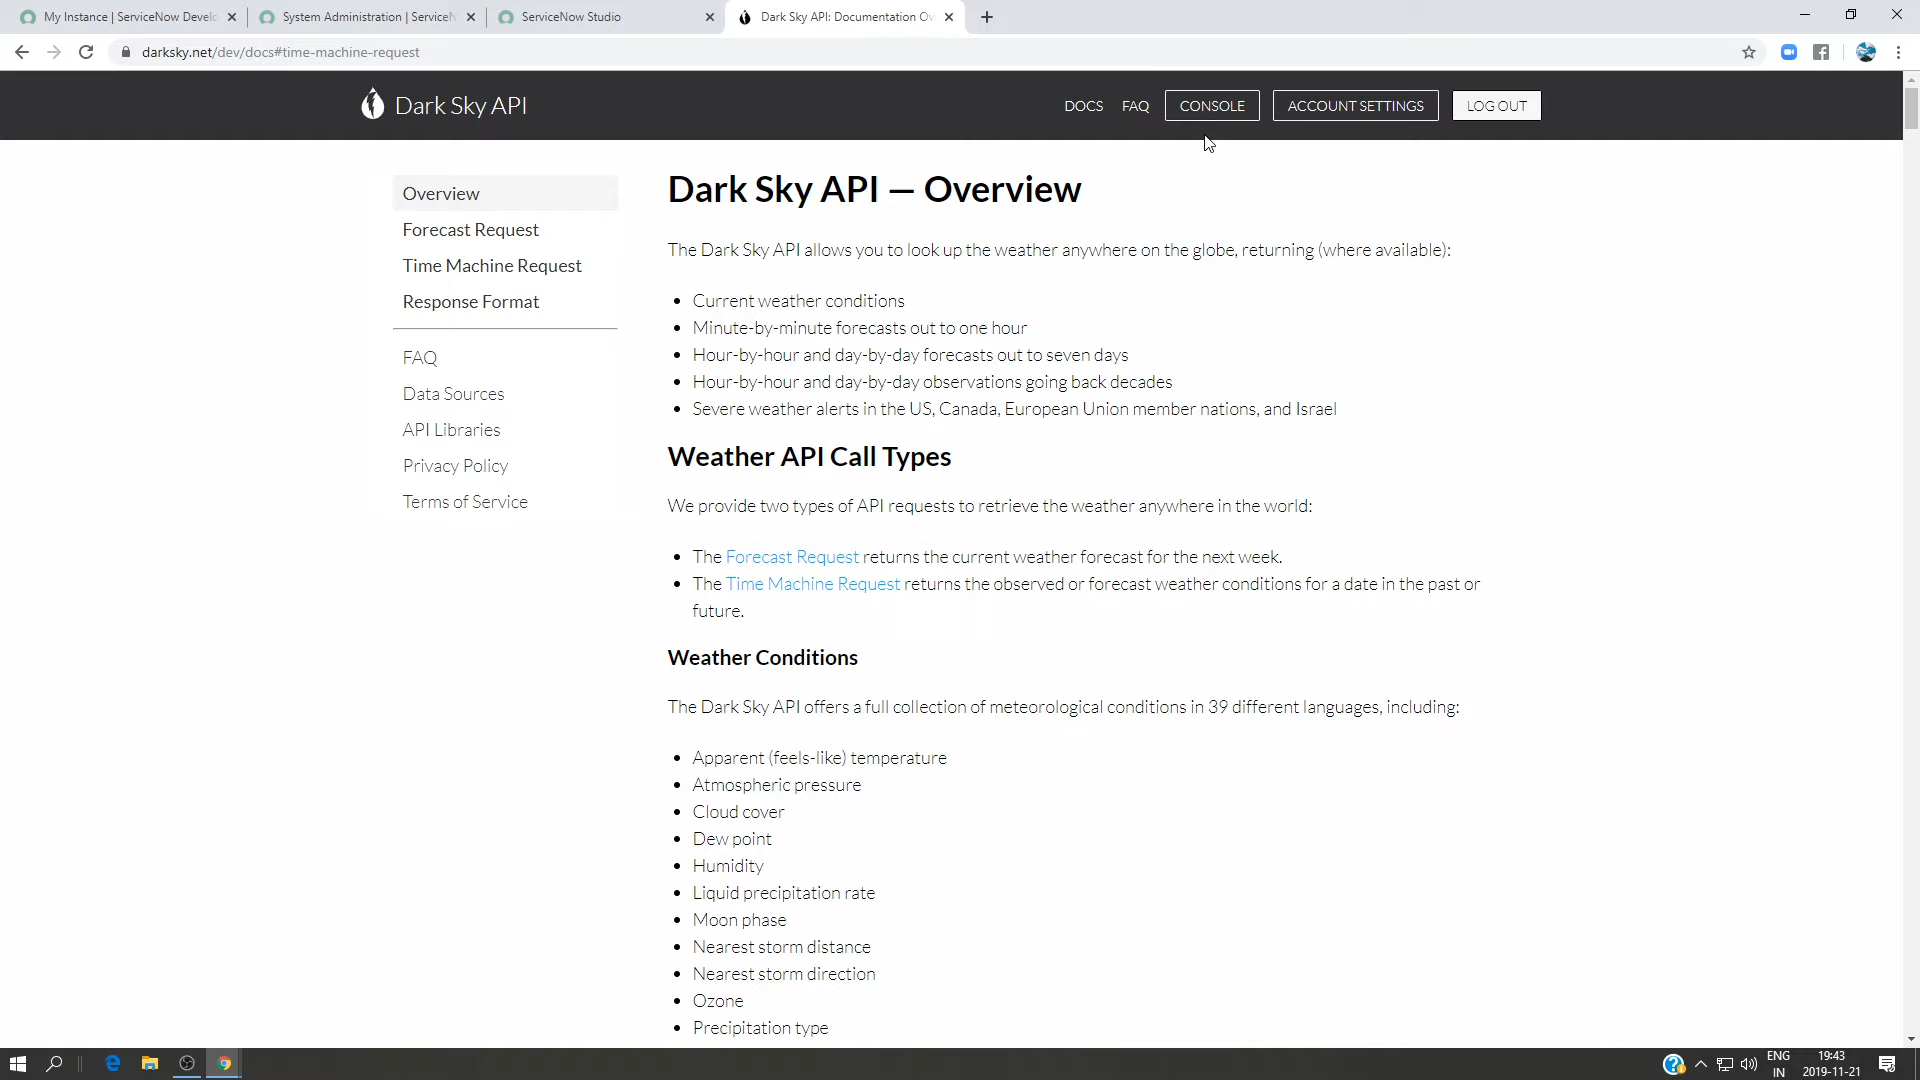 My Instance | ServiceNow Develo
System Administration | ServiceN
ServiceNow Studio
Dark Sky API: Documentation Ov
darksky.net/dev/docs#time-machine-request
Dark Sky API
DOCS
FAQ
CONSOLE
ACCOUNT SETTINGS
LOG OUT
Overview
Forecast Request
Time Machine Request
Response Format
FAQ
Data Sources
API Libraries
Privacy Policy
Terms of Service
Dark Sky API — Overview
The Dark Sky API allows you to look up the weather anywhere on the globe, returning (where available):
• Current weather conditions
• Minute-by-minute forecasts out to one hour
• Hour-by-hour and day-by-day forecasts out to seven days
• Hour-by-hour and day-by-day observations going back decades
• Severe weather alerts in the US, Canada, European Union member nations, and Israel
Weather API Call Types
We provide two types of API requests to retrieve the weather anywhere in the world:
• The Forecast Request returns the current weather forecast for the next week.
• The Time Machine Request returns the observed or forecast weather conditions for a date in the past or
future.
Weather Conditions
The Dark Sky API offers a full collection of meteorological conditions in 39 different languages, including:
• Apparent (feels-like) temperature
• Atmospheric pressure
• Cloud cover
• Dew point
• Humidity
• Liquid precipitation rate
• Moon phase
• Nearest storm distance
• Nearest storm direction
• Ozone
• Precipitation type
ENG
IN
19:43
2019-11-21